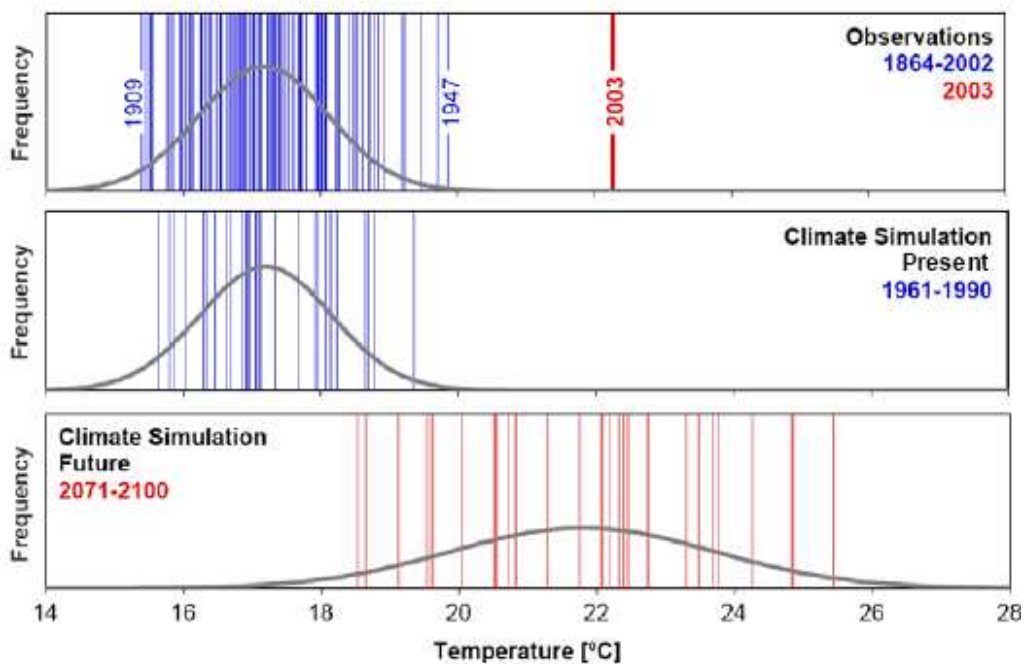 Frequency
1909
1947
2003
Observations
1864-2002
2003
Frequency
Climate Simulation
Present
1961-1990
Frequency
Climate Simulation
Future
2071-2100
14 16 18 20 22 24 26 28
Temperature [ºC]